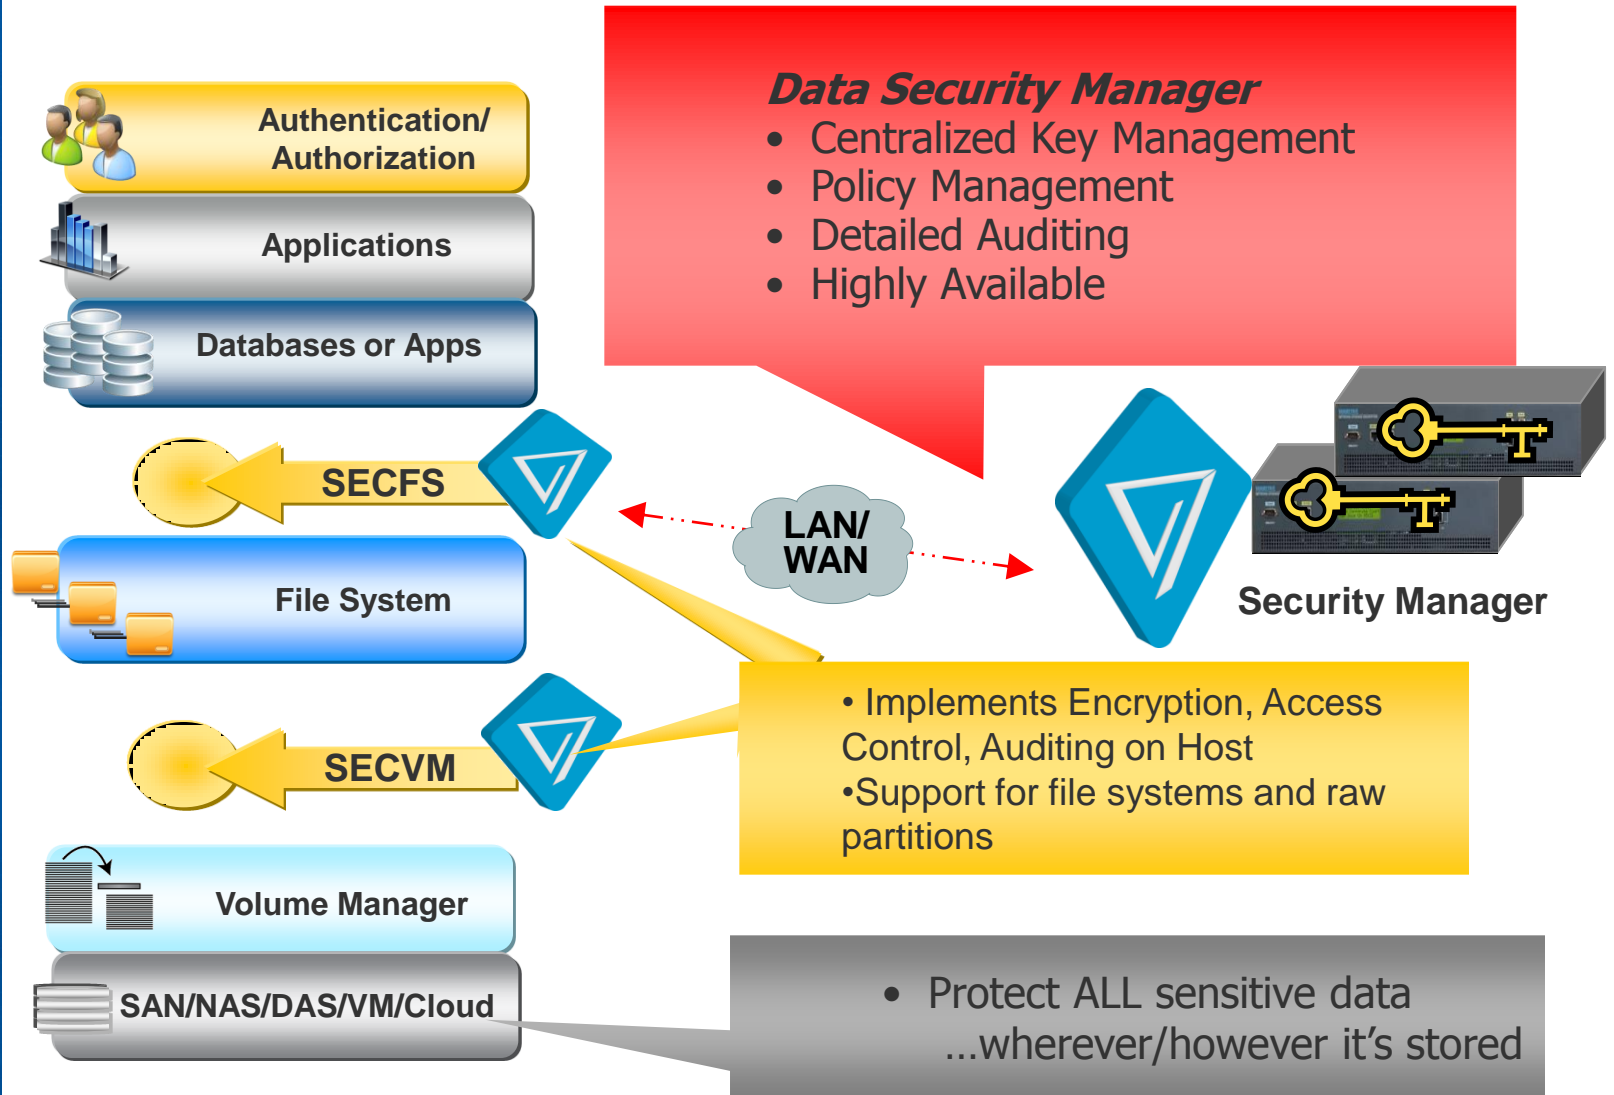 Data Security Manager
• Centralized Key Management
• Policy Management
• Detailed Auditing
• Highly Available
Authentication/
Authorization
Applications
Databases or Apps
SECFS
LAN/
WAN
File System
Security Manager
• Implements Encryption, Access
Control, Auditing on Host
•Support for file systems and raw
partitions
SECVM
Volume Manager
SAN/NAS/DAS/VM/Cloud
• Protect ALL sensitive data
...wherever/however it’s stored